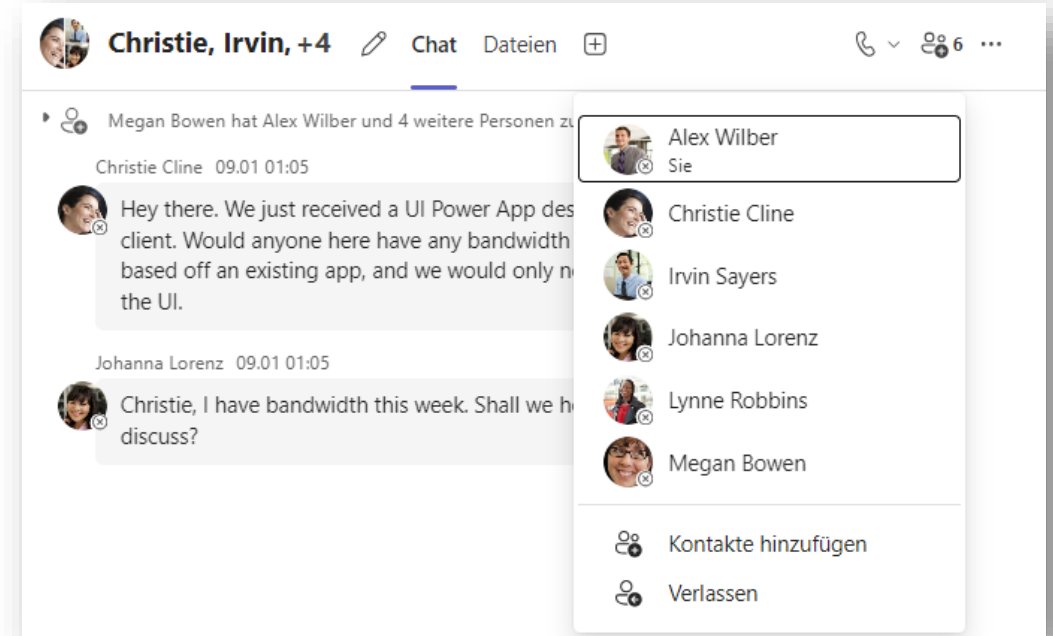 Christie, Irvin, +4 Chat Dateien 6
Megan Bowen hat Alex Wilber und 4 weitere Personen
Christie Cline 09.01 01:05
Hey there. We just received a UI Power App
client. Would anyone here have any bandwidth
based off an existing app, and we would only
the UI.
Johanna Lorenz 09.01 01:05
Christie, I have bandwidth this week. Shall we
discuss?
Alex Wilber
Sie
Christie Cline
Irvin Sayers
Johanna Lorenz
Lynne Robbins
Megan Bowen
Kontakte hinzufügen
Verlassen